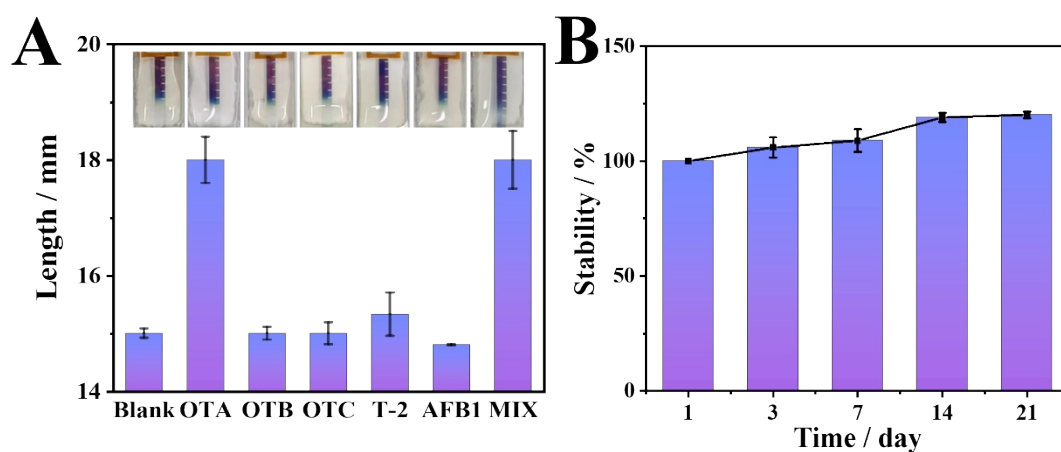 A
Length / mm
20
18
16
14
Blank OTA OTB OTC T-2 AFB1 MIX
B
Stability / %
150
100
50
0
1 3 7 14 21
Time / day